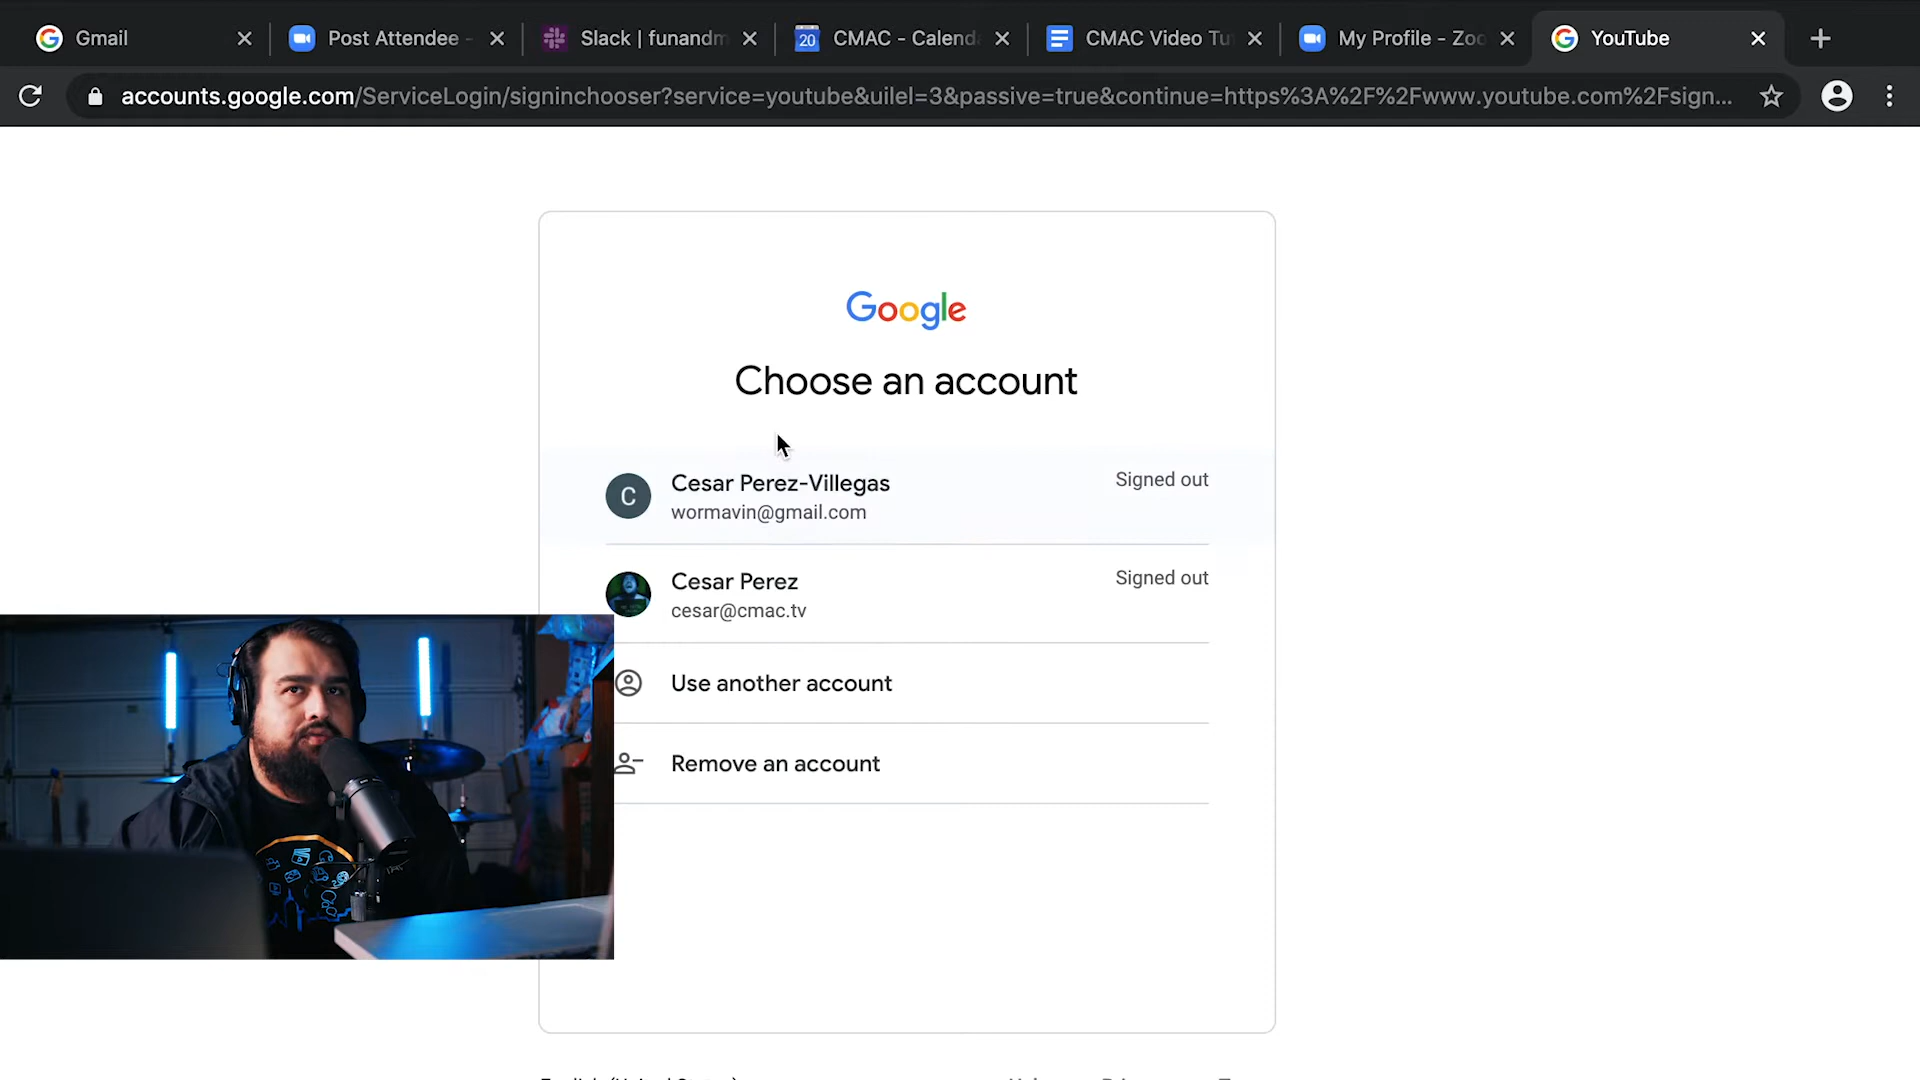 Gmail
Post Attendee -
Slack | funandm
20
CMAC - Calend
CMAC Video Tu
My Profile - Zoo
YouTube
accounts.google.com/ServiceLogin/signinchooser?service=youtube&uilel=3&passive=true&continue=https%3A%2F%2Fwww.youtube.com%2Fsign...
Google
Choose an account
C
Cesar Perez-Villegas
Signed out
wormavin@gmail.com
Cesar Perez
Signed out
cesar@cmac.tv
Use another account
Remove an account